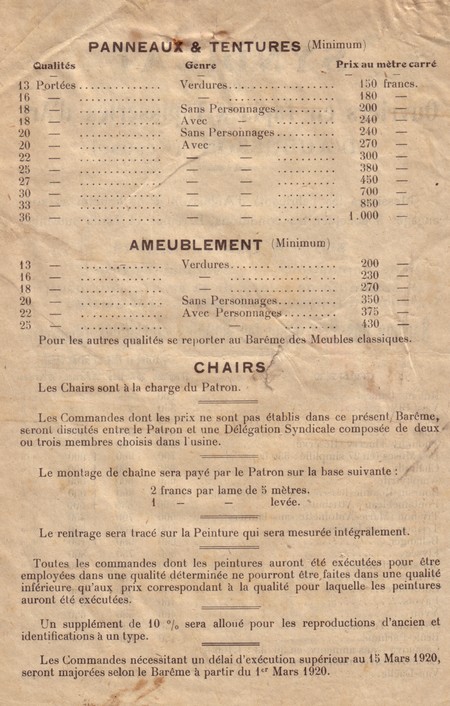 PANNEAUX & TENTURES (Minimum)
Qualités Genre Prix au mètre carré
13 Portées .............. Verdures .............. 150 francs.
16 — .............. — .............. 180 —
18 — .............. Sans Personnages .......... 200 —
18 — .............. Avec — .......... 240 —
20 — .............. Sans Personnages .......... 240 —
20 — .............. Avec — .......... 270 —
22 — .............. — — .......... 300 —
25 — .............. — — .......... 380 —
27 — .............. — — .......... 450 —
30 — .............. — — .......... 700 —
33 — .............. — — .......... 850 —
36 — .............. — — .......... 1.000 —
AMEUBLEMENT (Minimum)
13 — .............. Verdures .............. 200 —
16 — .............. — .............. 230 —
18 — .............. — .............. 270 —
20 — .............. Sans Personnages .......... 350 —
22 — .............. Avec Personnages .......... 375 —
25 — .............. — .......... 430 —
Pour les autres qualités se reporter au Barême des Meubles classiques.
CHAIRS
Les Chairs sont à la charge du Patron.
Les Commandes dont les prix ne sont pas établis dans ce présent Barême,
seront discutés entre le Patron et une Délégation Syndicale composée de deux
ou trois membres choisis dans l'usine.
Le montage de chaîne sera payé par le Patron sur la base suivante :
2 francs par lame de 5 mètres.
1 — — levée.
Le rentrage sera tracé sur la Peinture qui sera mesurée intégralement.
Toutes les commandes dont les peintures auront été exécutées pour être
employées dans une qualité déterminée ne pourront être faites dans une qualité
inférieure qu'aux prix correspondant à la qualité pour laquelle les peintures
auront été exécutées.
Un supplément de 10 % sera alloué pour les reproductions d'ancien et
identifications à un type.
Les Commandes nécessitant un délai d'exécution supérieur au 15 Mars 1920,
seront majorées selon le Barême à partir du 1er Mars 1920.